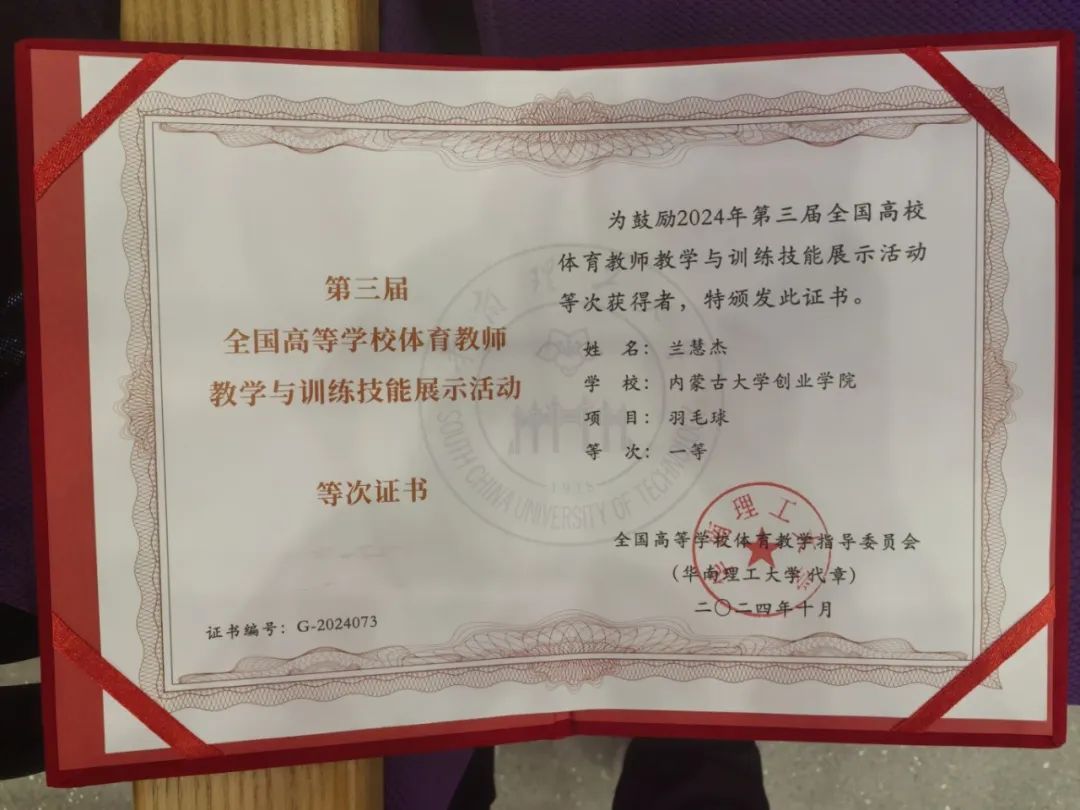 第三届
全国高等学校体育教师
教学与训练技能展示活动
等次证书
证书编号：G-2024073
为鼓励2024年第三届全国高校
体育教师教学与训练技能展示活动
等次获得者，特颁发此证书。
姓 名：兰慧杰
学 校：内蒙古大学创业学院
项 目：羽毛球
等 次：一等
全国高等学校体育教学指导委员会
（华南理工大学 代章）
二〇二四年十月
SOUTH CHINA UNIVERSITY OF TECHNOLOGY